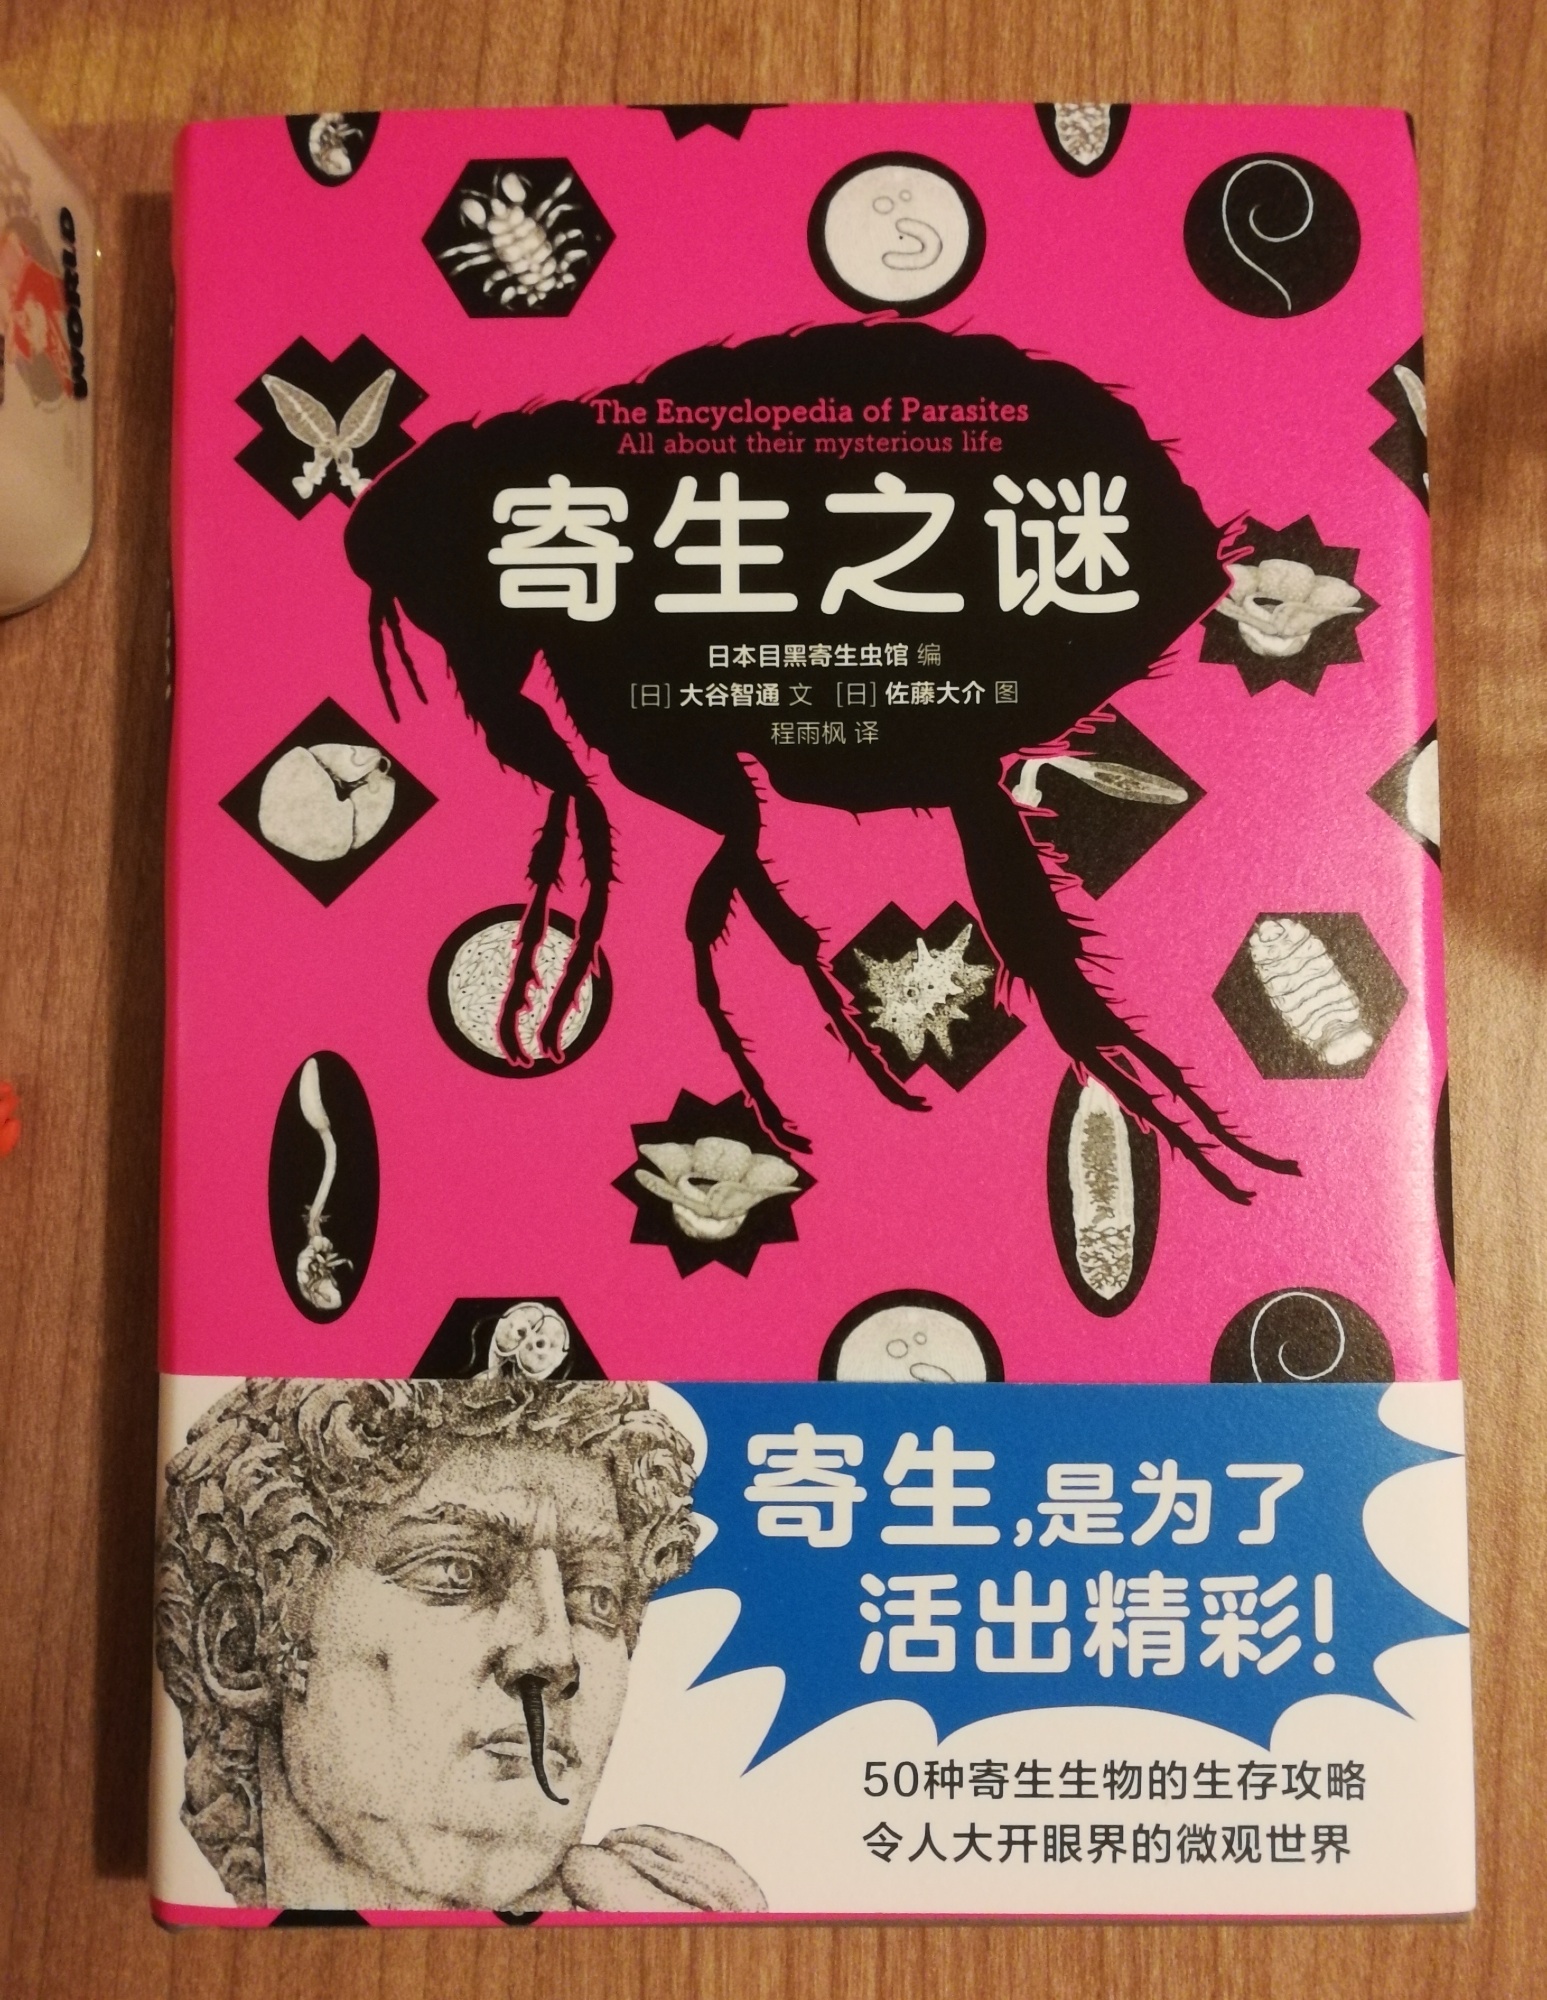 WORLD
The Encyclopedia of Parasites
All about their mysterious life
寄生之谜
日本目黑寄生虫馆 编
[日] 大谷智通 文 [日] 佐藤大介 图
程雨枫 译
寄生,是为了
活出精彩!
50种寄生生物的生存攻略
令人大开眼界的微观世界